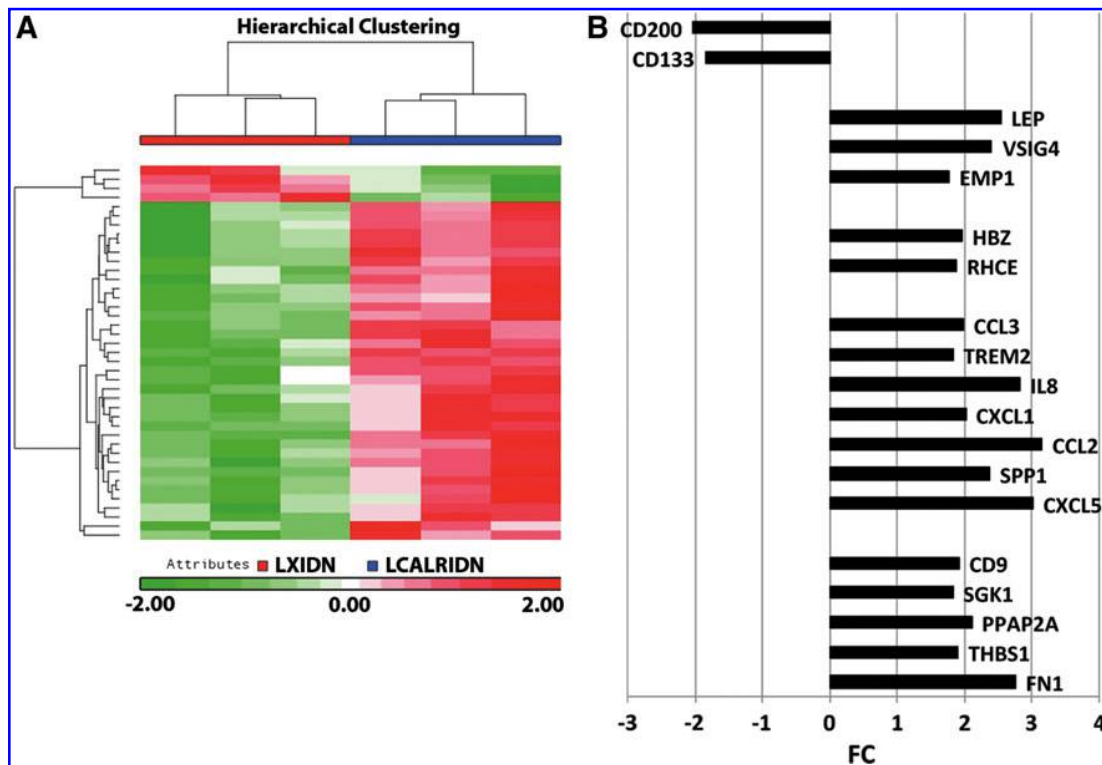 A
Hierarchical Clustering
Attributes LXIDN LCALRIDN
-2.00 0.00 2.00
B
CD200
CD133
LEP
VSIG4
EMP1
HBZ
RHCE
CCL3
TREM2
IL8
CXCL1
CCL2
SPP1
CXCL5
CD9
SGK1
PPAP2A
THBS1
FN1
-3 -2 -1 0 1 2 3 4
FC